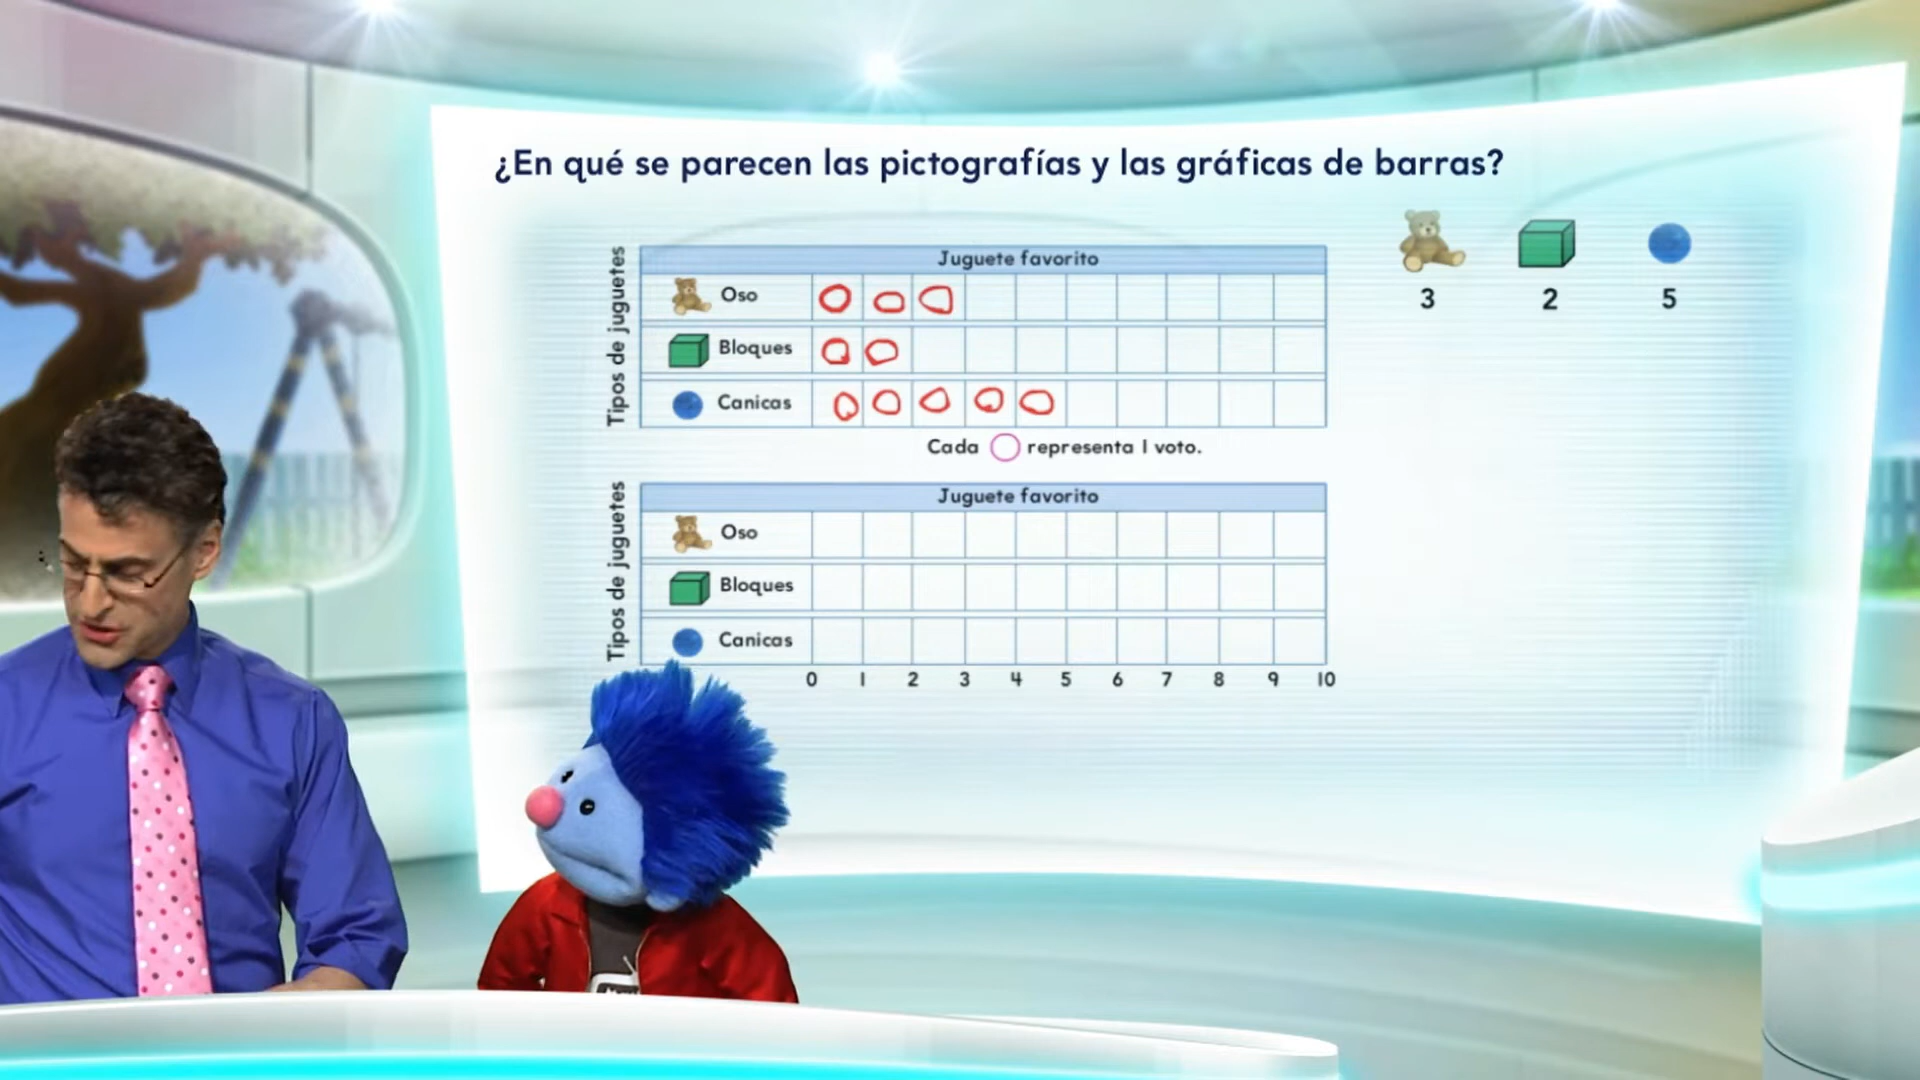 ¿En qué se parecen las pictografías y las gráficas de barras?
3 2 5
Tipos de juguetes
Juguete favorito
Oso
Bloques
Canicas
Cada representa 1 voto.
Tipos de juguetes
Juguete favorito
Oso
Bloques
Canicas
0 1 2 3 4 5 6 7 8 9 10